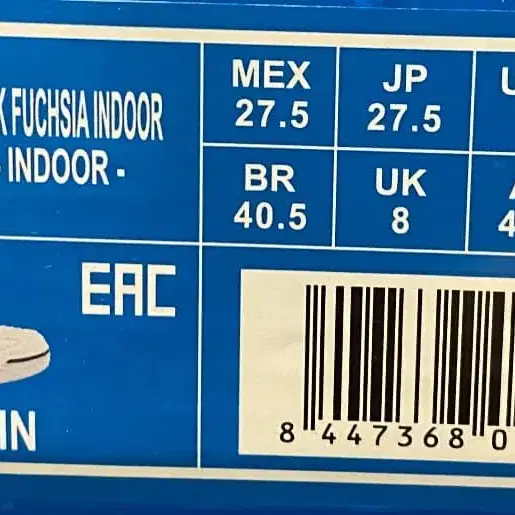 K FUCHSIA INDOOR
INDOOR -
MEX
27.5
JP
27.5
BR
40.5
UK
8
4
EAC
IN
8 447368 0